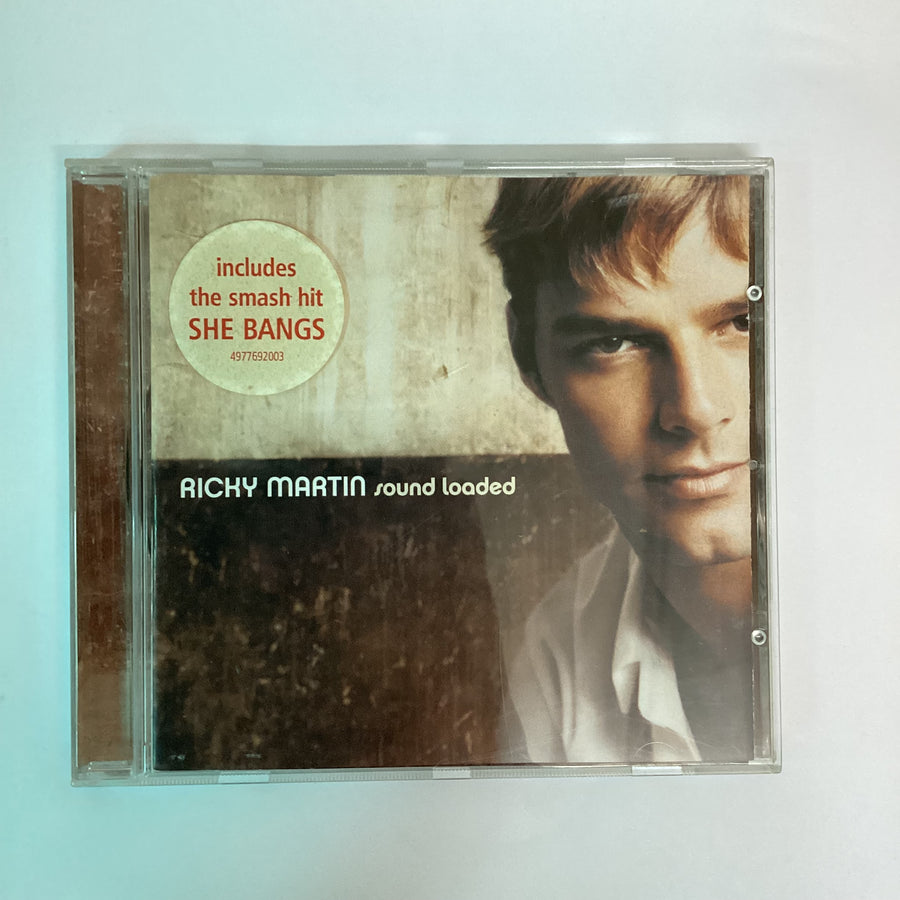 includes
the smash hit
SHE BANGS
4977692003
RICKY MARTIN sound loaded